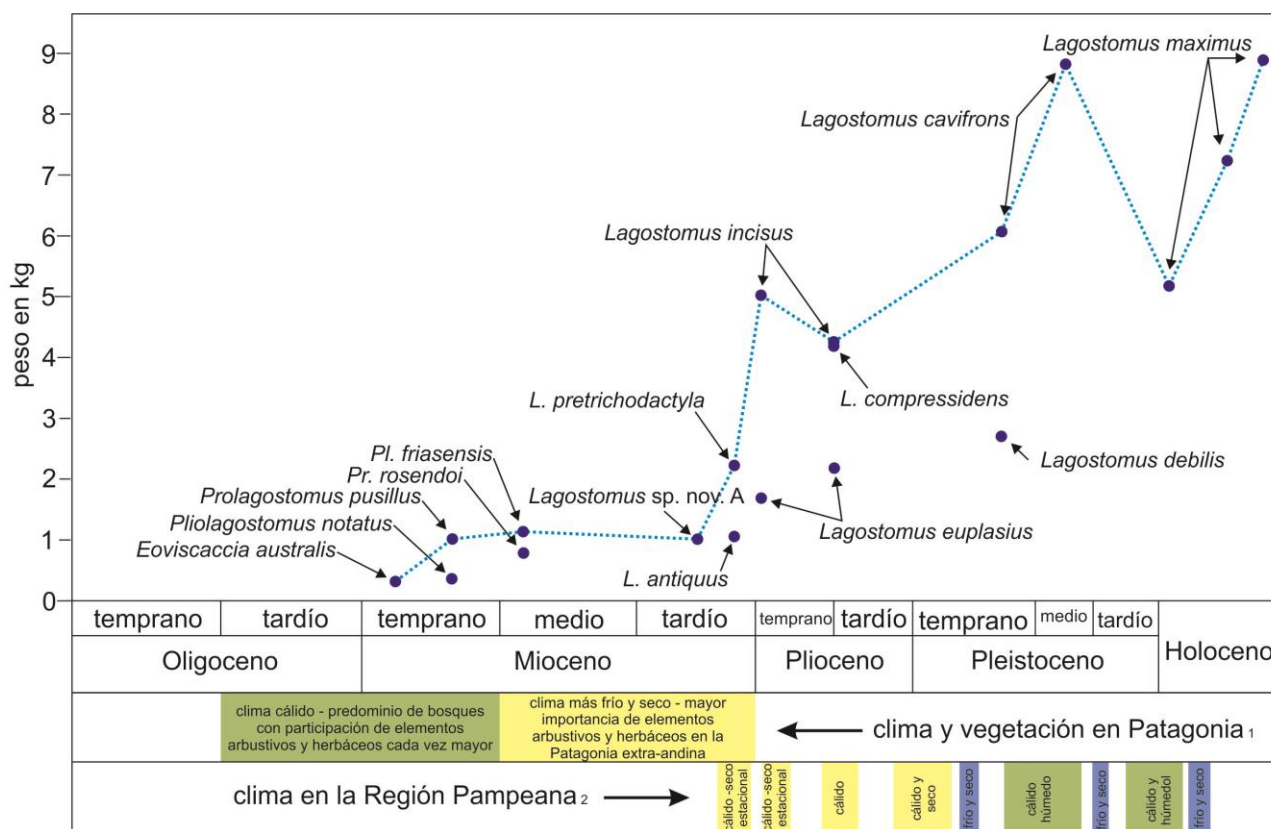 9
8
7
6
5
4
3
2
1
0
peso en kg
Lagostomus maximus
Lagostomus cavifrons
Lagostomus incisus
L. compressidens
L. pretrichodactyla
Lagostomus debilis
Pl. friasensis
Pr. rosendoi
Prolagostomus pusillus
Lagostomus sp. nov. A
Pliolagostomus notatus
Lagostomus euplasius
Eoviscaccia australis
L. antiquus
temprano tardío temprano medio tardío temprano tardío temprano medio tardío
Oligoceno Mioceno Plioceno Pleistoceno Holoceno
clima cálido - predominio de bosques
con participación de elementos
arbustivos y herbáceos cada vez mayor
clima más frío y seco - mayor
importancia de elementos
arbustivos y herbáceos en la
Patagonia extra-andina
clima y vegetación en Patagonia 1
clima en la Región Pampeana 2
cálido -seco
estacional
cálido -seco
estacional
cálido
cálido y
seco
frío y seco
cálido
húmedo
frío y seco
cálido y
húmedol
frío y seco